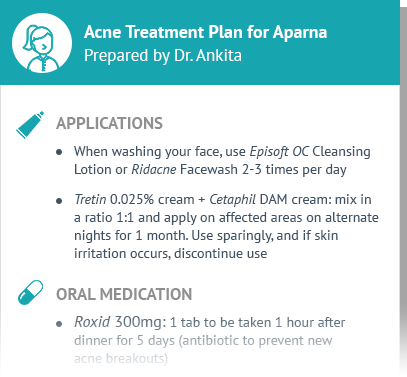 Acne Treatment Plan for Aparna
Prepared by Dr. Ankita
APPLICATIONS
• When washing your face, use Episoft OC Cleansing
Lotion or Ridacne Facewash 2-3 times per day
• Tretin 0.025% cream + Cetaphil DAM cream: mix in
a ratio 1:1 and apply on affected areas on alternate
nights for 1 month. Use sparingly, and if skin
irritation occurs, discontinue use
ORAL MEDICATION
• Roxid 300mg: 1 tab to be taken 1 hour after
dinner for 5 days (antibiotic to prevent new
acne breakouts)